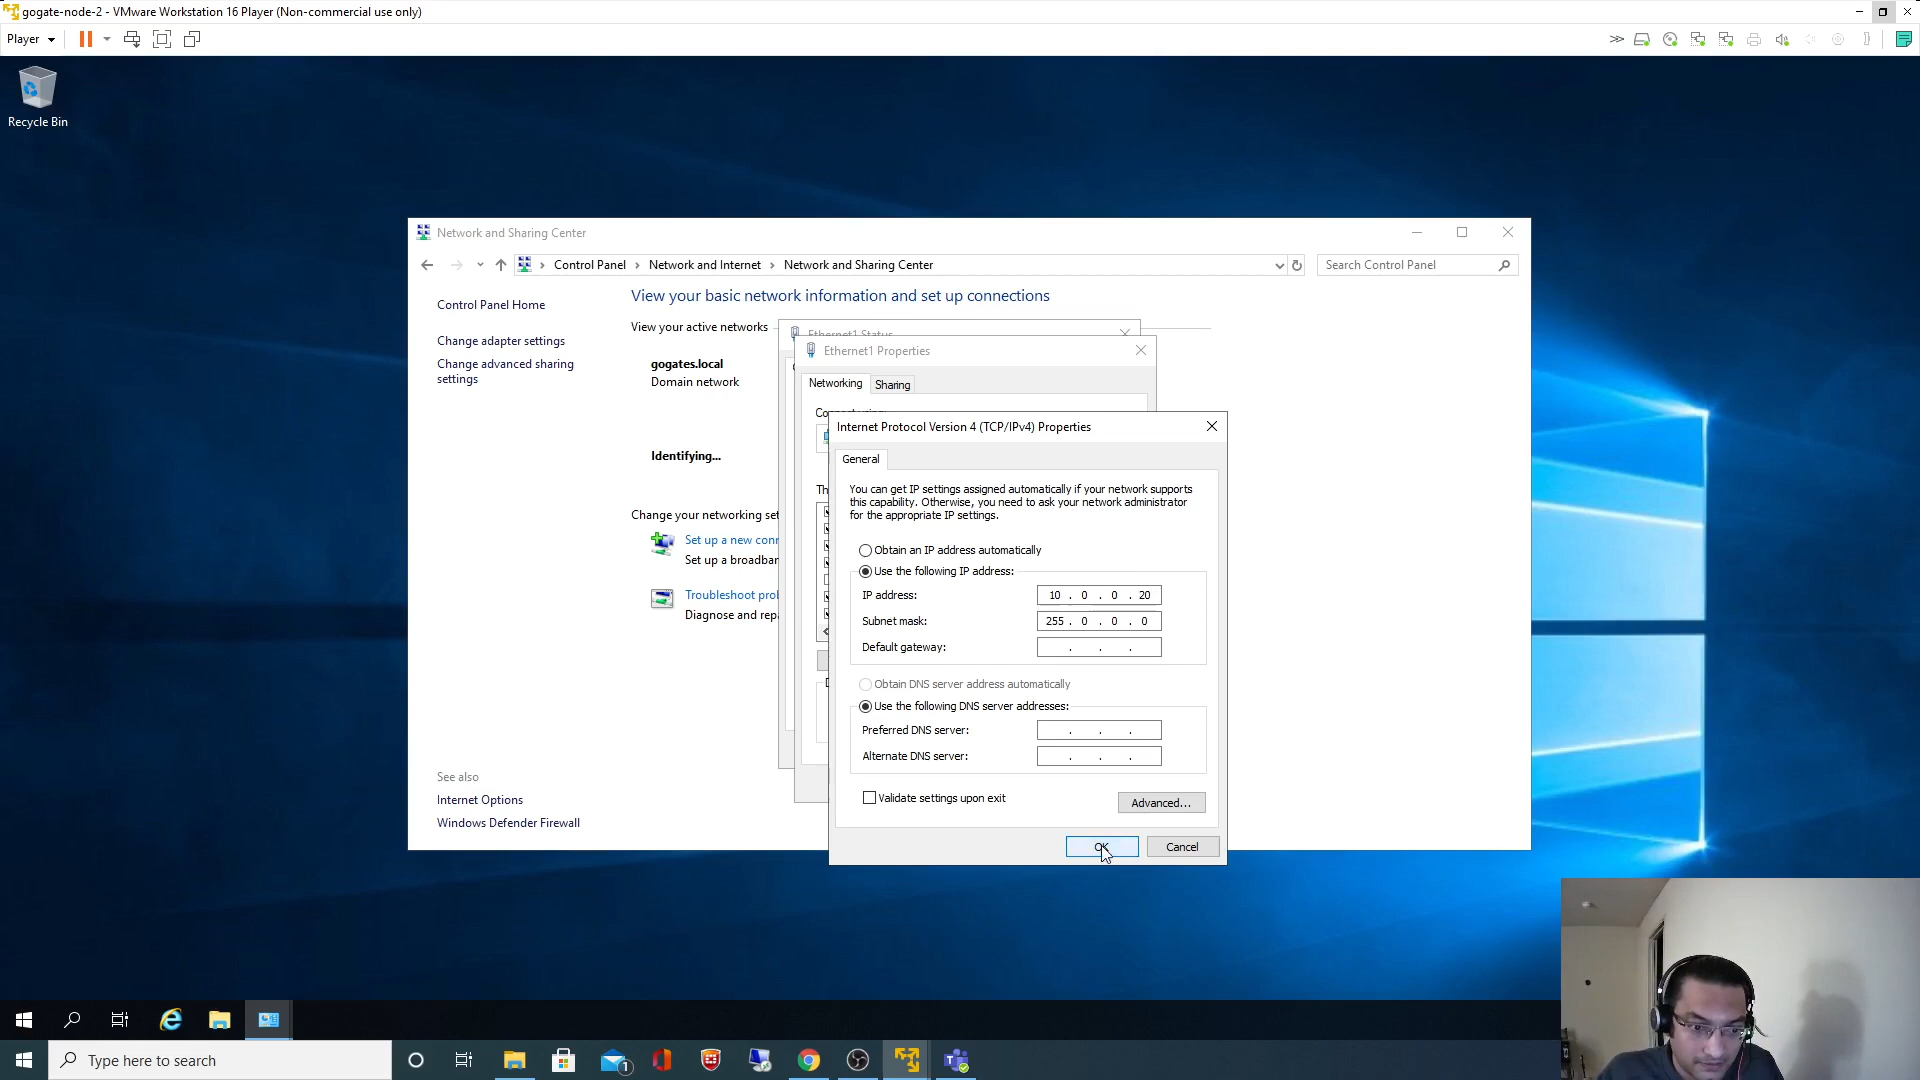 gogate-node-2 - VMware Workstation 16 Player (Non-commercial use only)
Player
Recycle Bin
Network and Sharing Center
Control Panel
Network and Internet
Network and Sharing Center
Search Control Panel
Control Panel Home
Change adapter settings
Change advanced sharing
settings
See also
Internet Options
Windows Defender Firewall
View your basic network information and set up connections
View your active networks
gogates.local
Domain network
Identifying...
Change your networking set
Set up a new conn
Set up a broadban
Troubleshoot prob
Diagnose and repa
Ethernet1 Status
Ethernet1 Properties
Networking
Sharing
Internet Protocol Version 4 (TCP/IPv4) Properties
General
You can get IP settings assigned automatically if your network supports
this capability. Otherwise, you need to ask your network administrator
for the appropriate IP settings.
Obtain an IP address automatically
Use the following IP address:
IP address: 10 . 0 . 0 . 20
Subnet mask: 255 . 0 . 0 . 0
Default gateway: . . .
Obtain DNS server address automatically
Use the following DNS server addresses:
Preferred DNS server: . . .
Alternate DNS server: . . .
Validate settings upon exit
Advanced...
OK
Cancel
Type here to search
1